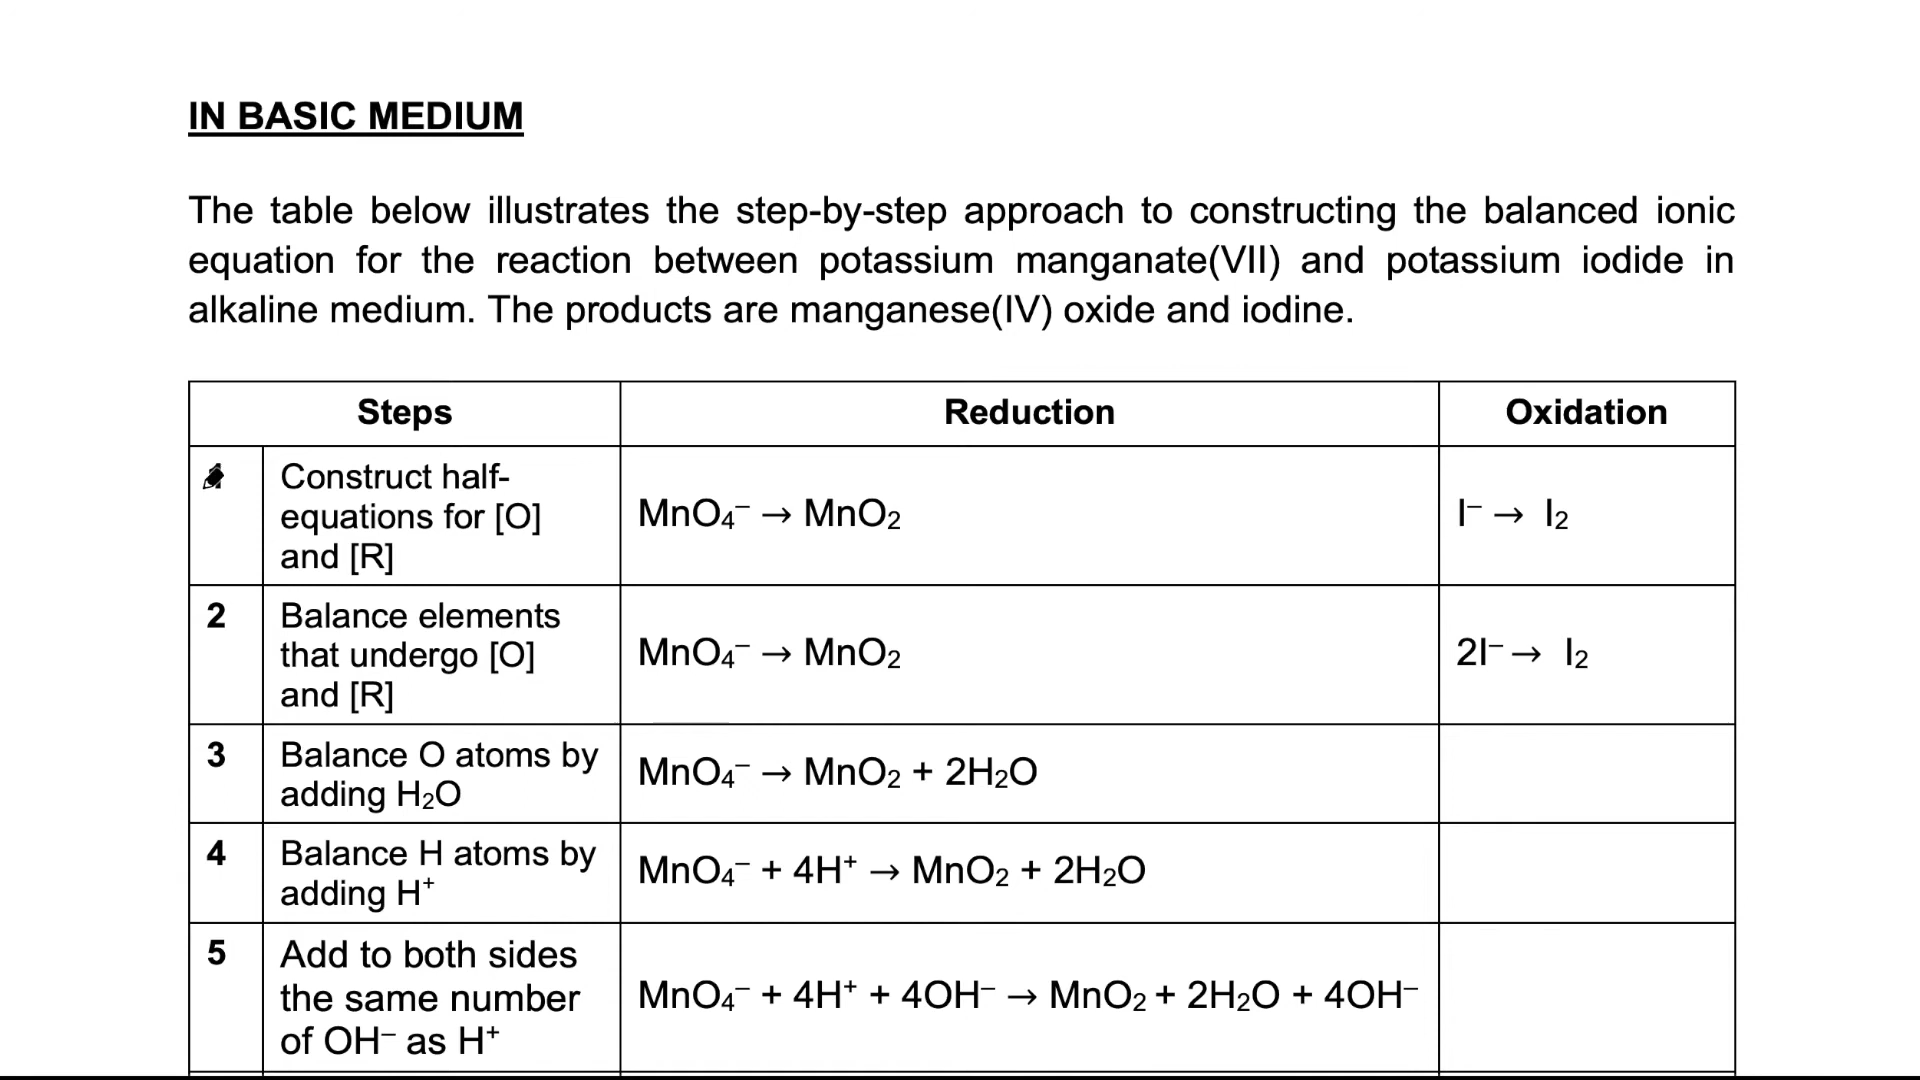 IN BASIC MEDIUM
The table below illustrates the step-by-step approach to constructing the balanced ionic
equation for the reaction between potassium manganate(VII) and potassium iodide in
alkaline medium. The products are manganese(IV) oxide and iodine.
Steps Reduction Oxidation
Construct half-
equations for [O]
and [R]
MnO₄⁻ → MnO₂
I⁻ → I₂
2
Balance elements
that undergo [O]
and [R]
MnO₄⁻ → MnO₂
2I⁻ → I₂
3
Balance O atoms by
adding H₂O
MnO₄⁻ → MnO₂ + 2H₂O
4
Balance H atoms by
adding H⁺
MnO₄⁻ + 4H⁺ → MnO₂ + 2H₂O
5
Add to both sides
the same number
of OH⁻ as H⁺
MnO₄⁻ + 4H⁺ + 4OH⁻ → MnO₂ + 2H₂O + 4OH⁻